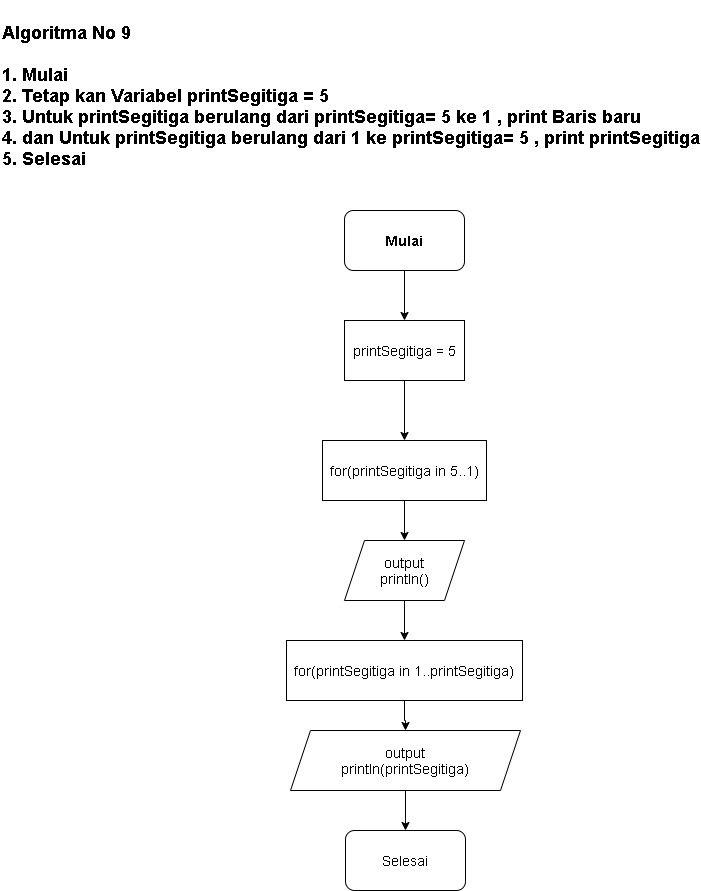 Algoritma No 9
1. Mulai
2. Tetap kan Variabel printSegitiga = 5
3. Untuk printSegitiga berulang dari printSegitiga= 5 ke 1 , print Baris baru
4. dan Untuk printSegitiga berulang dari 1 ke printSegitiga= 5 , print printSegitiga
5. Selesai
Mulai
printSegitiga = 5
for(printSegitiga in 5..1)
output
println()
for(printSegitiga in 1..printSegitiga)
output
println(printSegitiga)
Selesai